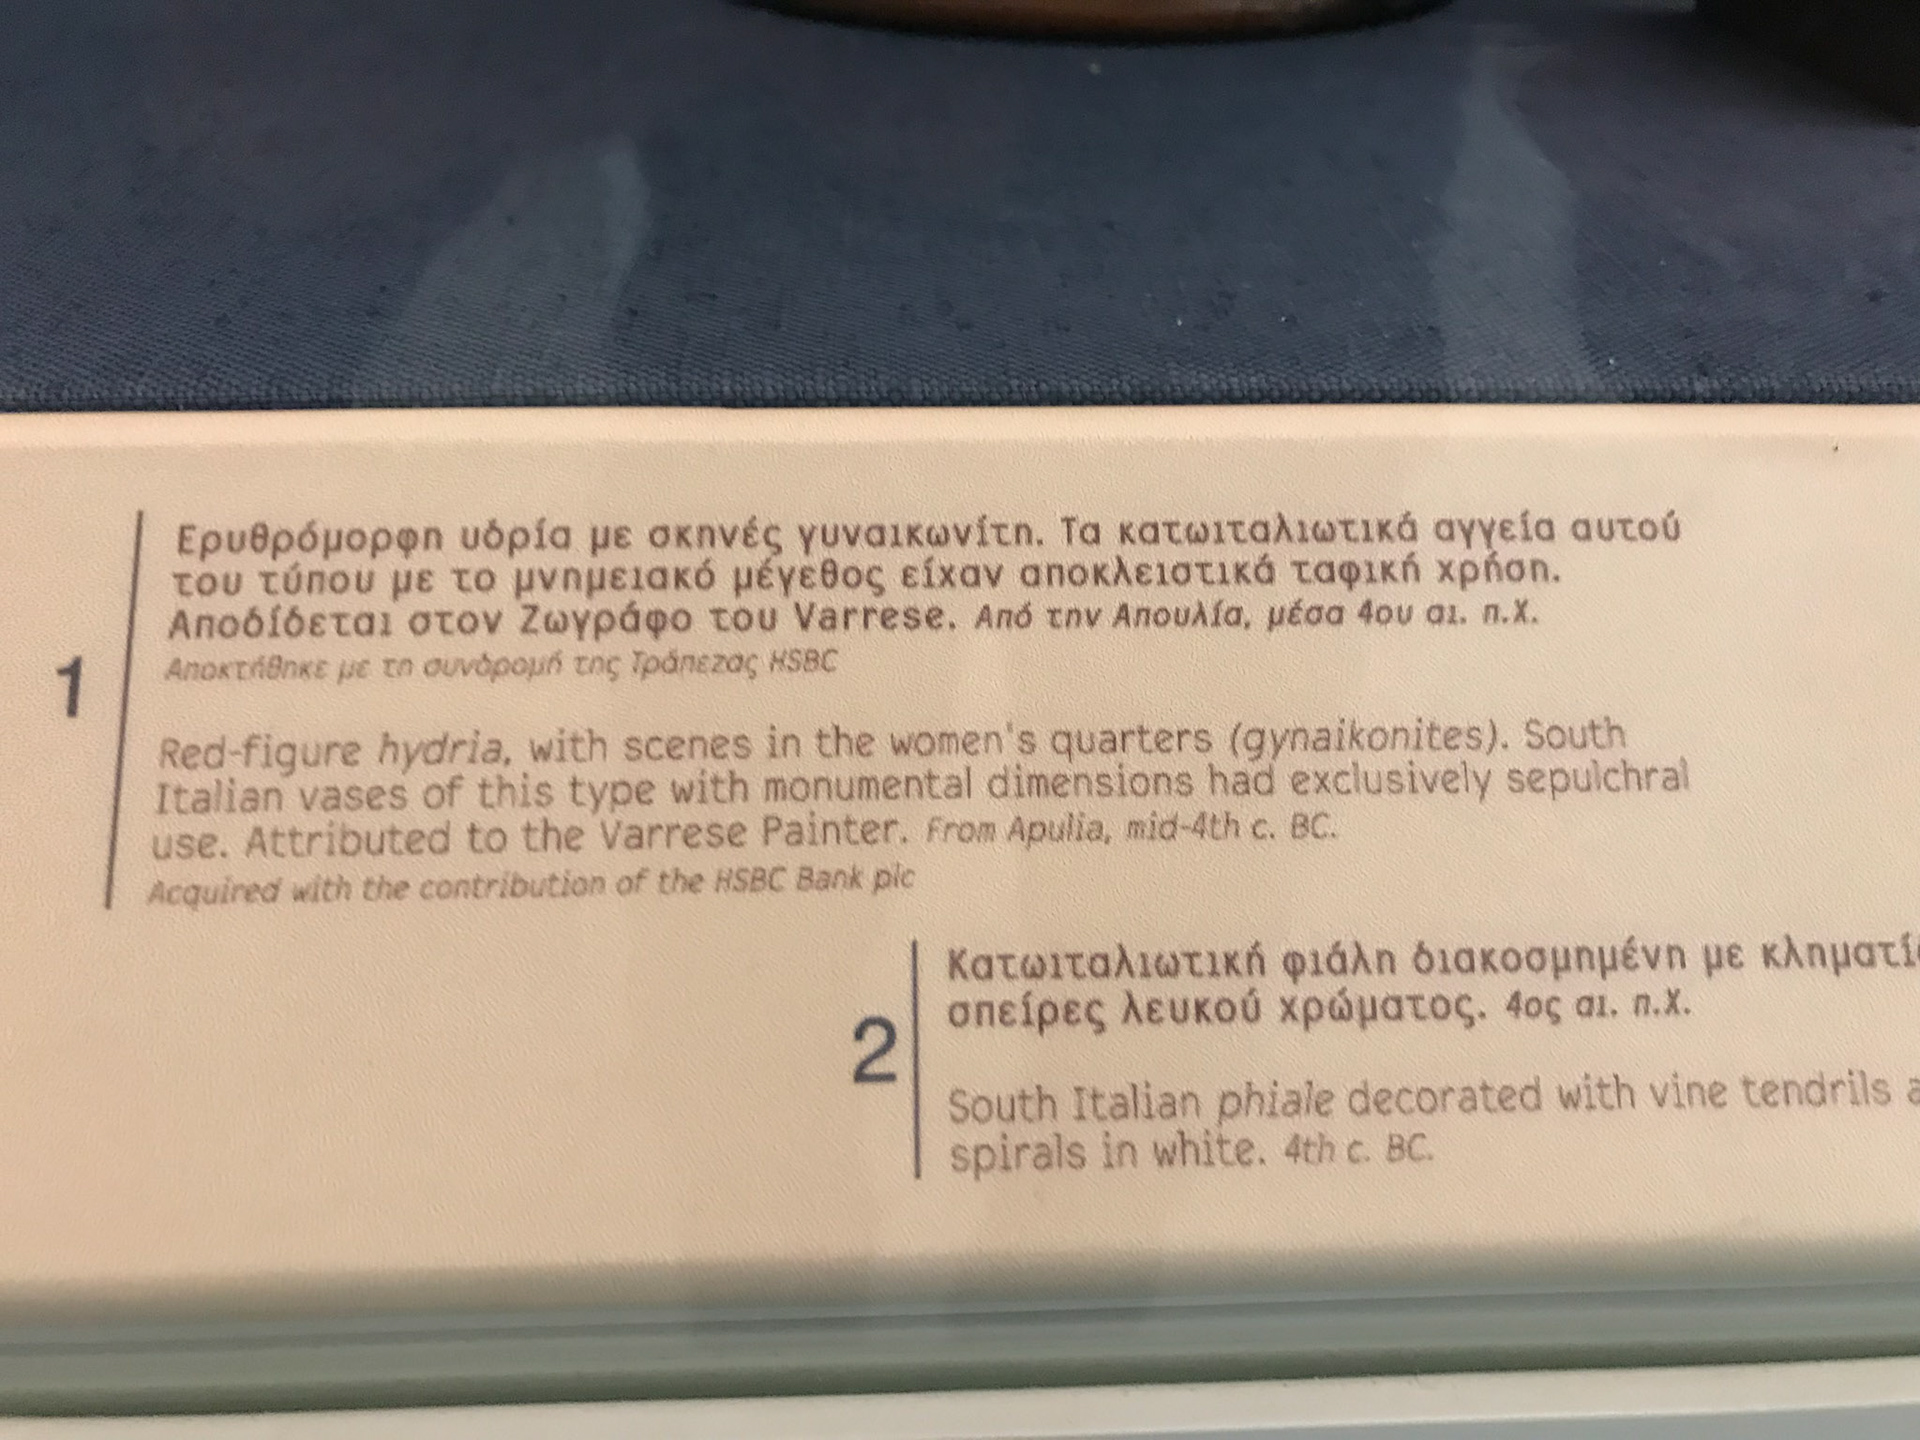 1
Ερυθρόμορφη υδρία με σκηνές γυναικωνίτη. Τα κατωιταλιωτικά αγγεία αυτού
του τύπου με το μνημειακό μέγεθος είχαν αποκλειστικά ταφική χρήση.
Αποδίδεται στον Ζωγράφο του Varrese. Από την Απουλία, μέσα 4ου αι. π.Χ.
Αποκτήθηκε με τη συνδρομή της Τράπεζας HSBC
Red-figure hydria, with scenes in the women's quarters (gynaikonites). South
Italian vases of this type with monumental dimensions had exclusively sepulchral
use. Attributed to the Varrese Painter. From Apulia, mid-4th c. BC.
Acquired with the contribution of the HSBC Bank plc
2
Κατωιταλιωτική φιάλη διακοσμημένη με
σπείρες λευκού χρώματος. 4ος αι. π.Χ.
South Italian phiale decorated with vine tendrils
spirals in white. 4th c. BC.